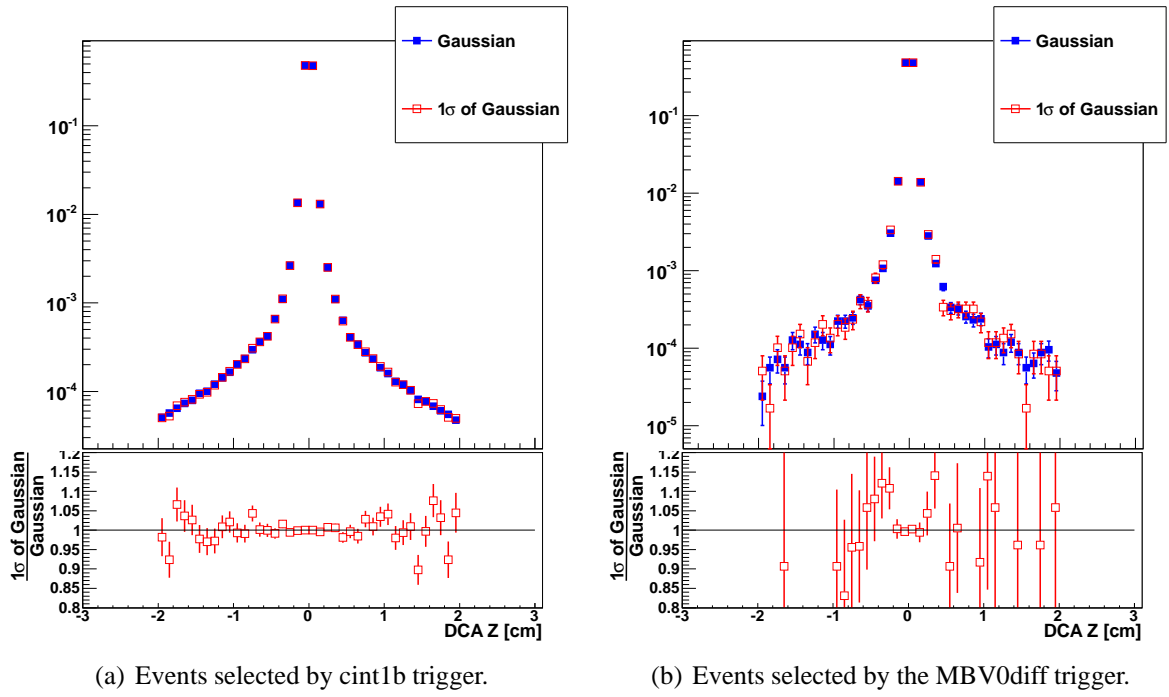 Gaussian
1σ of Gaussian
10⁻¹
10⁻²
10⁻³
10⁻⁴
1.2
1.15
1.1
1.05
1
0.95
0.9
0.85
0.8
1σ of Gaussian
Gaussian
-3 -2 -1 0 1 2 3
DCA Z [cm]
(a) Events selected by cint1b trigger.
Gaussian
1σ of Gaussian
10⁻¹
10⁻²
10⁻³
10⁻⁴
10⁻⁵
1.2
1.15
1.1
1.05
1
0.95
0.9
0.85
0.8
1σ of Gaussian
Gaussian
-3 -2 -1 0 1 2 3
DCA Z [cm]
(b) Events selected by the MBV0diff trigger.